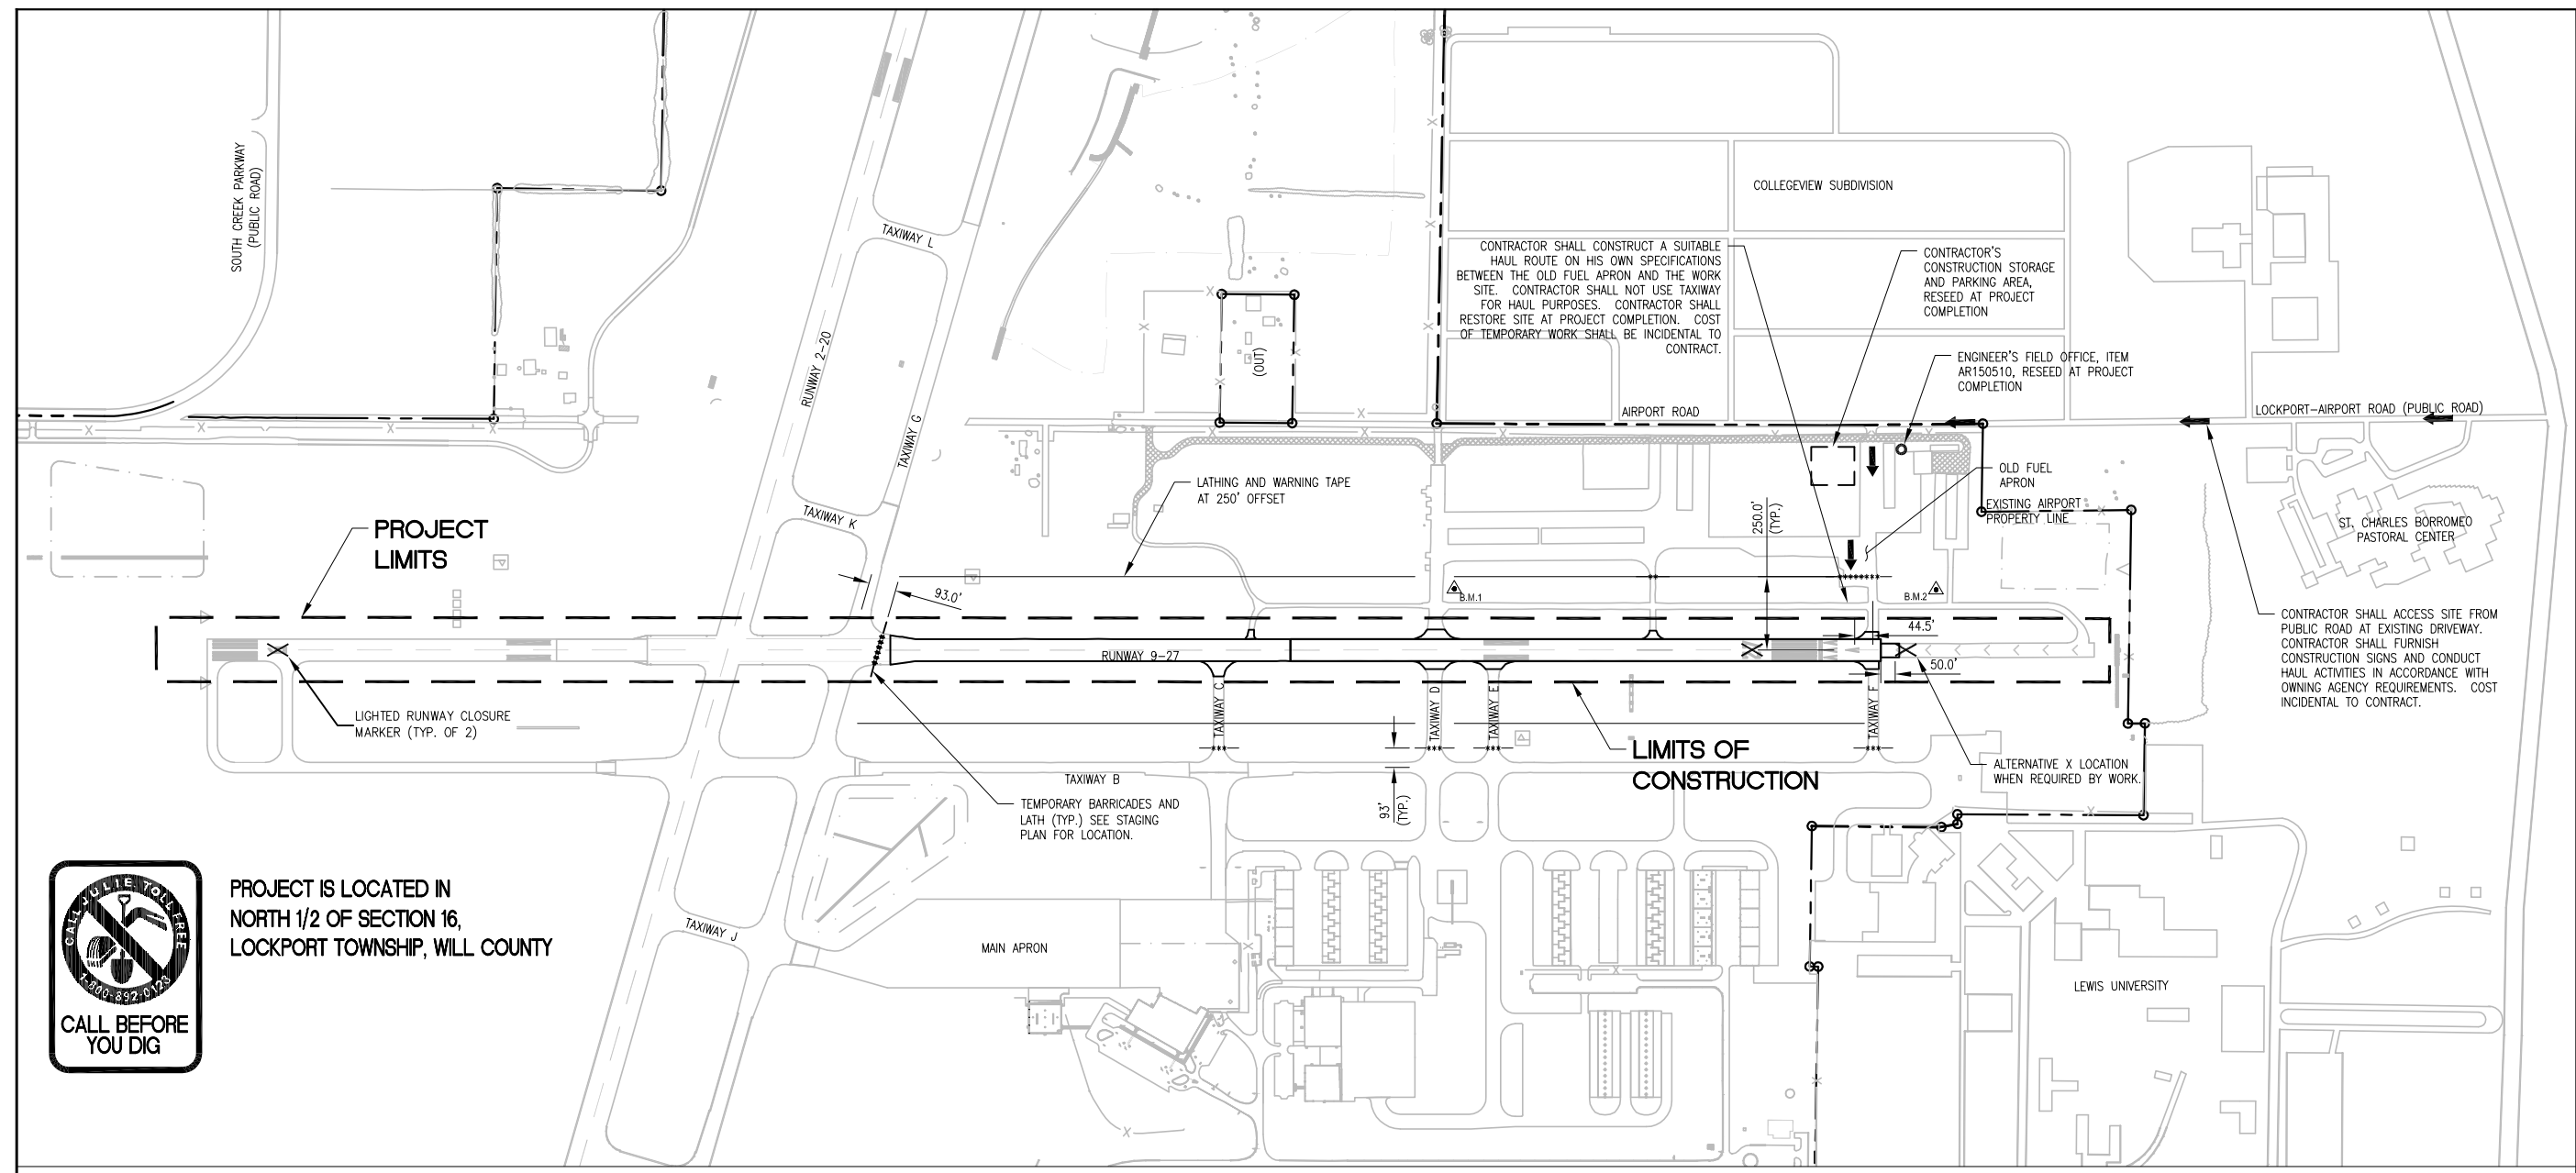 SOUTH CREEK PARKWAY
(PUBLIC ROAD)
RUNWAY 2-20
TAXIWAY L
TAXIWAY G
TAXIWAY K
(OUT)
COLLEGEVIEW SUBDIVISION
CONTRACTOR SHALL CONSTRUCT A SUITABLE
HAUL ROUTE ON HIS OWN SPECIFICATIONS
BETWEEN THE OLD FUEL APRON AND THE WORK
SITE. CONTRACTOR SHALL NOT USE TAXIWAY
FOR HAUL PURPOSES. CONTRACTOR SHALL
RESTORE SITE AT PROJECT COMPLETION. COST
OF TEMPORARY WORK SHALL BE INCIDENTAL TO
CONTRACT.
CONTRACTOR'S
CONSTRUCTION STORAGE
AND PARKING AREA,
RESEED AT PROJECT
COMPLETION
ENGINEER'S FIELD OFFICE, ITEM
AR150510, RESEED AT PROJECT
COMPLETION
AIRPORT ROAD
LOCKPORT-AIRPORT ROAD (PUBLIC ROAD)
LATHING AND WARNING TAPE
AT 250' OFFSET
OLD FUEL
APRON
EXISTING AIRPORT
PROPERTY LINE
ST. CHARLES BORROMEO
PASTORAL CENTER
250.0'
(TYP.)
PROJECT
LIMITS
93.0'
B.M.1
B.M.2
44.5'
50.0'
RUNWAY 9-27
CONTRACTOR SHALL ACCESS SITE FROM
PUBLIC ROAD AT EXISTING DRIVEWAY.
CONTRACTOR SHALL FURNISH
CONSTRUCTION SIGNS AND CONDUCT
HAUL ACTIVITIES IN ACCORDANCE WITH
OWNING AGENCY REQUIREMENTS. COST
INCIDENTAL TO CONTRACT.
LIGHTED RUNWAY CLOSURE
MARKER (TYP. OF 2)
TAXIWAY C
TAXIWAY D
TAXIWAY E
TAXIWAY F
LIMITS OF
CONSTRUCTION
ALTERNATIVE X LOCATION
WHEN REQUIRED BY WORK.
TAXIWAY B
93'
(TYP.)
TEMPORARY BARRICADES AND
LATH (TYP.) SEE STAGING
PLAN FOR LOCATION.
CALL JULIE TOLL FREE
1-800-892-0123
CALL BEFORE
YOU DIG
PROJECT IS LOCATED IN
NORTH 1/2 OF SECTION 16,
LOCKPORT TOWNSHIP, WILL COUNTY
TAXIWAY J
MAIN APRON
LEWIS UNIVERSITY